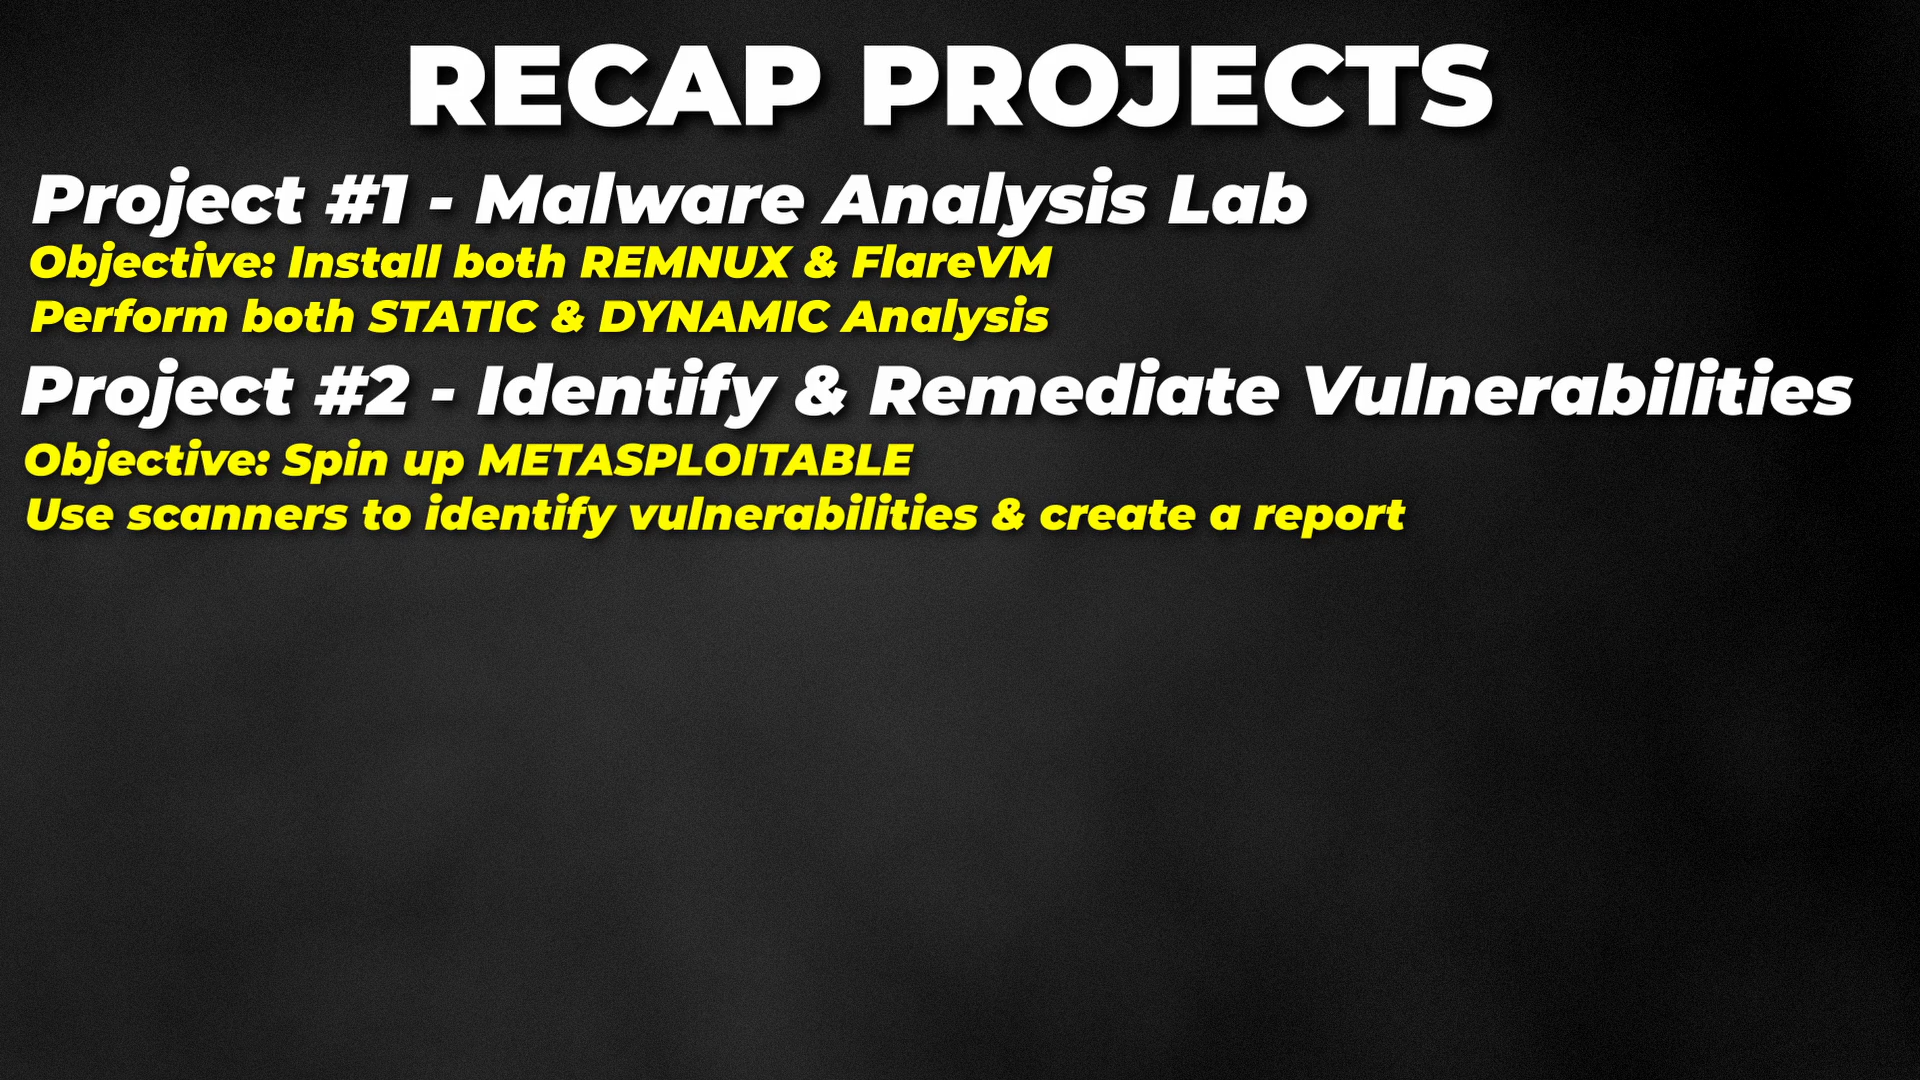 RECAP PROJECTS
Project #1 - Malware Analysis Lab
Objective: Install both REMNUX & FlareVM
Perform both STATIC & DYNAMIC Analysis
Project #2 - Identify & Remediate Vulnerabilities
Objective: Spin up METASPLOITABLE
Use scanners to identify vulnerabilities & create a report